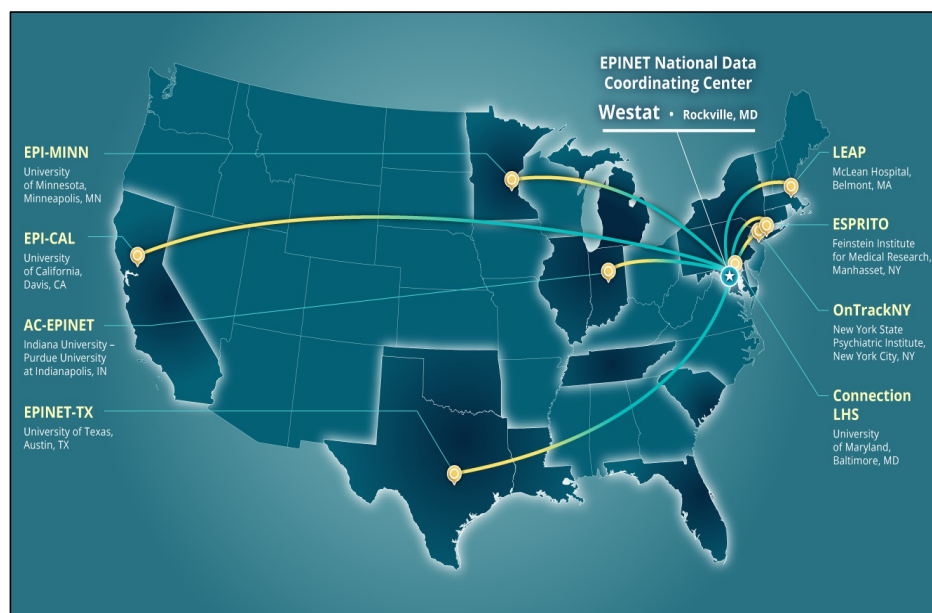 EPINET National Data
Coordinating Center
Westat • Rockville, MD
EPI-MINN
University
of Minnesota,
Minneapolis, MN
EPI-CAL
University
of California,
Davis, CA
AC-EPINET
Indiana University –
Purdue University
at Indianapolis, IN
EPINET-TX
University of Texas,
Austin, TX
LEAP
McLean Hospital,
Belmont, MA
ESPRITO
Feinstein Institute
for Medical Research,
Manhasset, NY
OnTrackNY
New York State
Psychiatric Institute,
New York City, NY
Connection
LHS
University
of Maryland,
Baltimore, MD